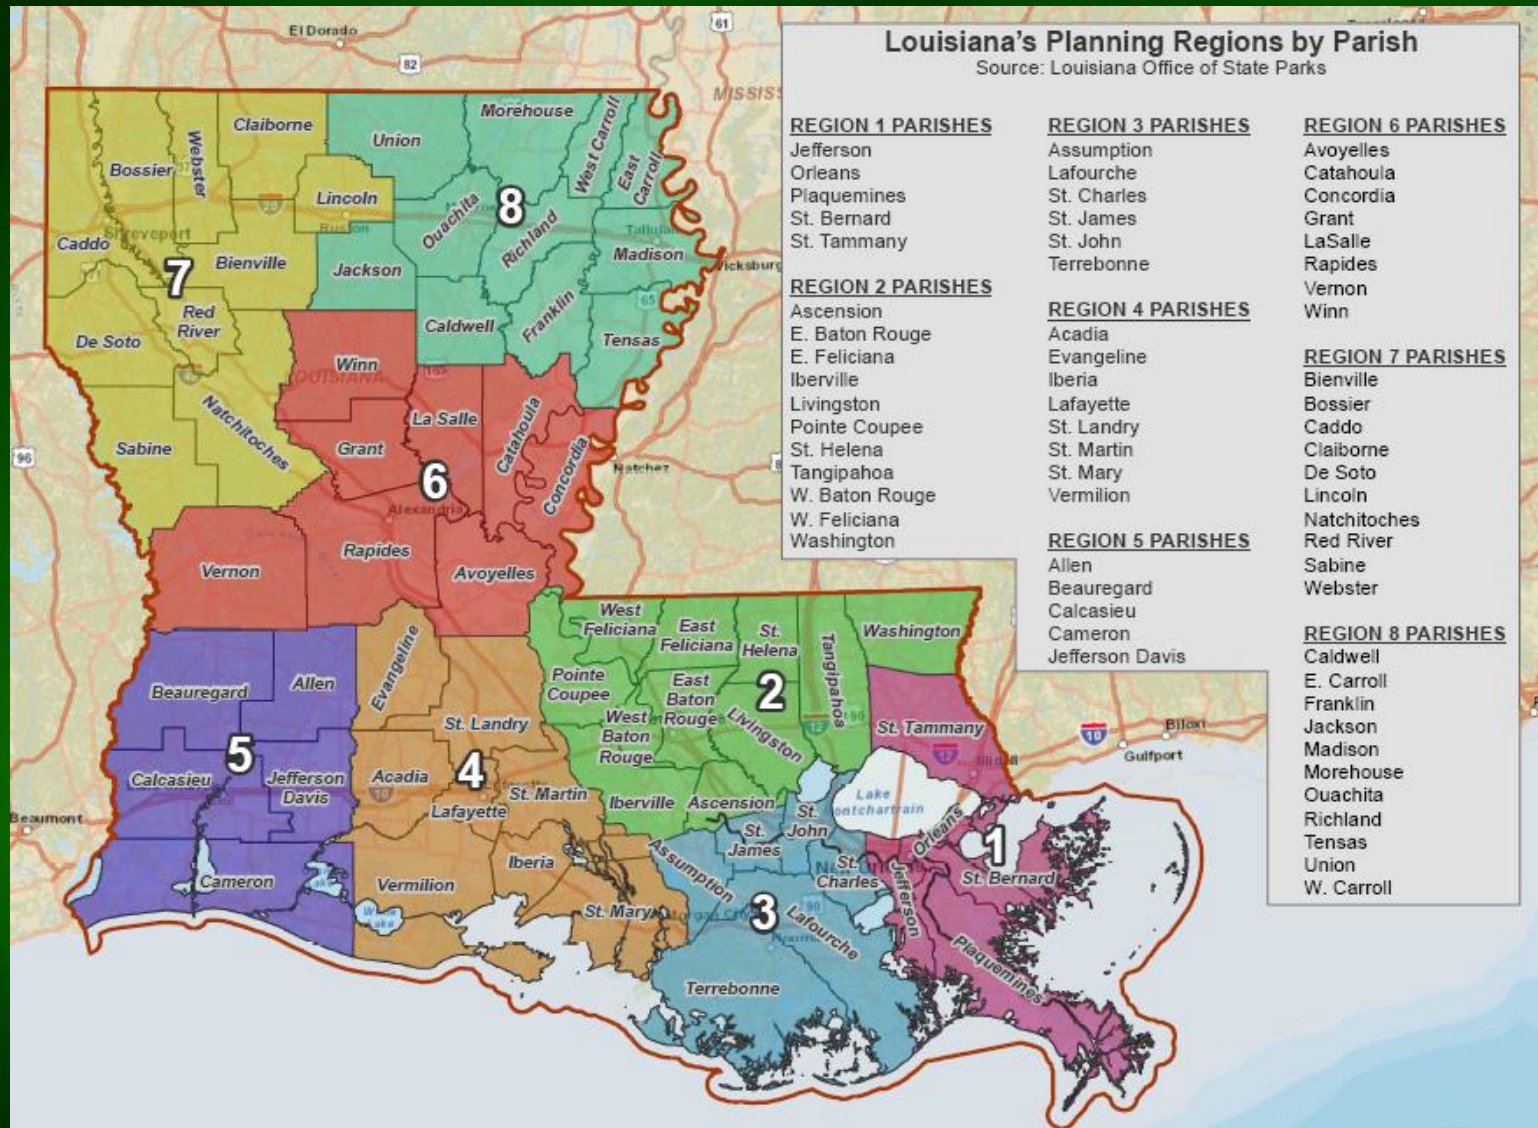 Louisiana's Planning Regions by Parish
Source: Louisiana Office of State Parks
REGION 1 PARISHES
Jefferson
Orleans
Plaquemines
St. Bernard
St. Tammany
REGION 2 PARISHES
Ascension
E. Baton Rouge
E. Feliciana
Iberville
Livingston
Pointe Coupee
St. Helena
Tangipahoa
W. Baton Rouge
W. Feliciana
Washington
REGION 3 PARISHES
Assumption
Lafourche
St. Charles
St. James
St. John
Terrebonne
REGION 4 PARISHES
Acadia
Evangeline
Iberia
Lafayette
St. Landry
St. Martin
St. Mary
Vermilion
REGION 5 PARISHES
Allen
Beauregard
Calcasieu
Cameron
Jefferson Davis
REGION 6 PARISHES
Avoyelles
Catahoula
Concordia
Grant
LaSalle
Rapides
Vernon
Winn
REGION 7 PARISHES
Bienville
Bossier
Caddo
Claiborne
De Soto
Lincoln
Natchitoches
Red River
Sabine
Webster
REGION 8 PARISHES
Caldwell
E. Carroll
Franklin
Jackson
Madison
Morehouse
Ouachita
Richland
Tensas
Union
W. Carroll
El Dorado
82
61
Claiborne
Webster
Bossier
Lincoln
Caddo
Shreveport
Bienville
7
Red
River
De Soto
Natchitoches
Sabine
96
Union
Morehouse
West Carroll
East
Carroll
Ouachita
8
Richland
Jackson
Madison
Vicksburg
65
Caldwell
Franklin
Tensas
Winn
165
La Salle
Catahoula
Grant
Concordia
6
Natchez
Alexandria
Rapides
Vernon
Avoyelles
Beauregard
Allen
5
Calcasieu
Jefferson
Davis
Cameron
Beaumont
Evangeline
St. Landry
4
Acadia
10
Lafayette
St. Martin
Iberia
Vermilion
St. Mary
West
Feliciana
East
Feliciana
St.
Helena
Tangipahoa
Washington
Pointe
Coupee
East
Baton
Rouge
2
West
Baton
Rouge
Livingston
12
Iberville
Ascension
St. Tammany
12
10
Biloxi
Gulfport
Lake
St.
John
St.
James
Assumption
St.
Charles
3
90
Lafourche
Terrebonne
Orleans
1
St. Bernard
Jefferson
Plaquemines